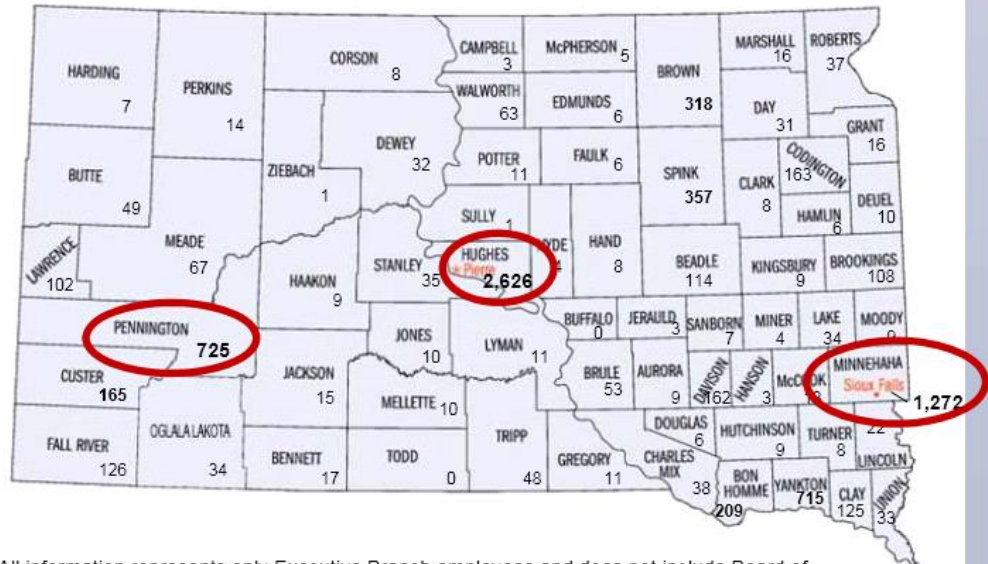 HARDING
7
PERKINS
14
CORSON
8
CAMPBELL
3
McPHERSON
5
BROWN
318
MARSHALL
16
ROBERTS
37
WALWORTH
63
EDMUNDS
6
DAY
31
GRANT
16
BUTTE
49
ZIEBACH
1
DEWEY
32
POTTER
11
FAULK
6
SPINK
357
CLARK
8
CODINGTON
163
HAMLIN
6
DEUEL
10
LAWRENCE
102
MEADE
67
HAAKON
9
STANLEY
35
SULLY
1
HUGHES
Pierre
2,626
HAND
8
BEADLE
114
KINGSBURY
9
BROOKINGS
108
PENNINGTON
725
JONES
10
LYMAN
11
BUFFALO
0
JERAULD
3
SANBORN
7
MINER
4
LAKE
34
MOODY
CUSTER
165
JACKSON
15
MELLETTE
10
BRULE
53
AURORA
9
DAVISON
162
HANSON
3
MINNEHAHA
Sioux Falls
1,272
FALL RIVER
126
OGLALA LAKOTA
34
BENNETT
17
TODD
0
TRIPP
48
GREGORY
11
CHARLES
MIX
38
DOUGLAS
6
HUTCHINSON
9
TURNER
8
22
LINCOLN
BON
HOMME
209
YANKTON
715
CLAY
125
UNION
33
All information represents only Executive Branch employees and does not include Board of